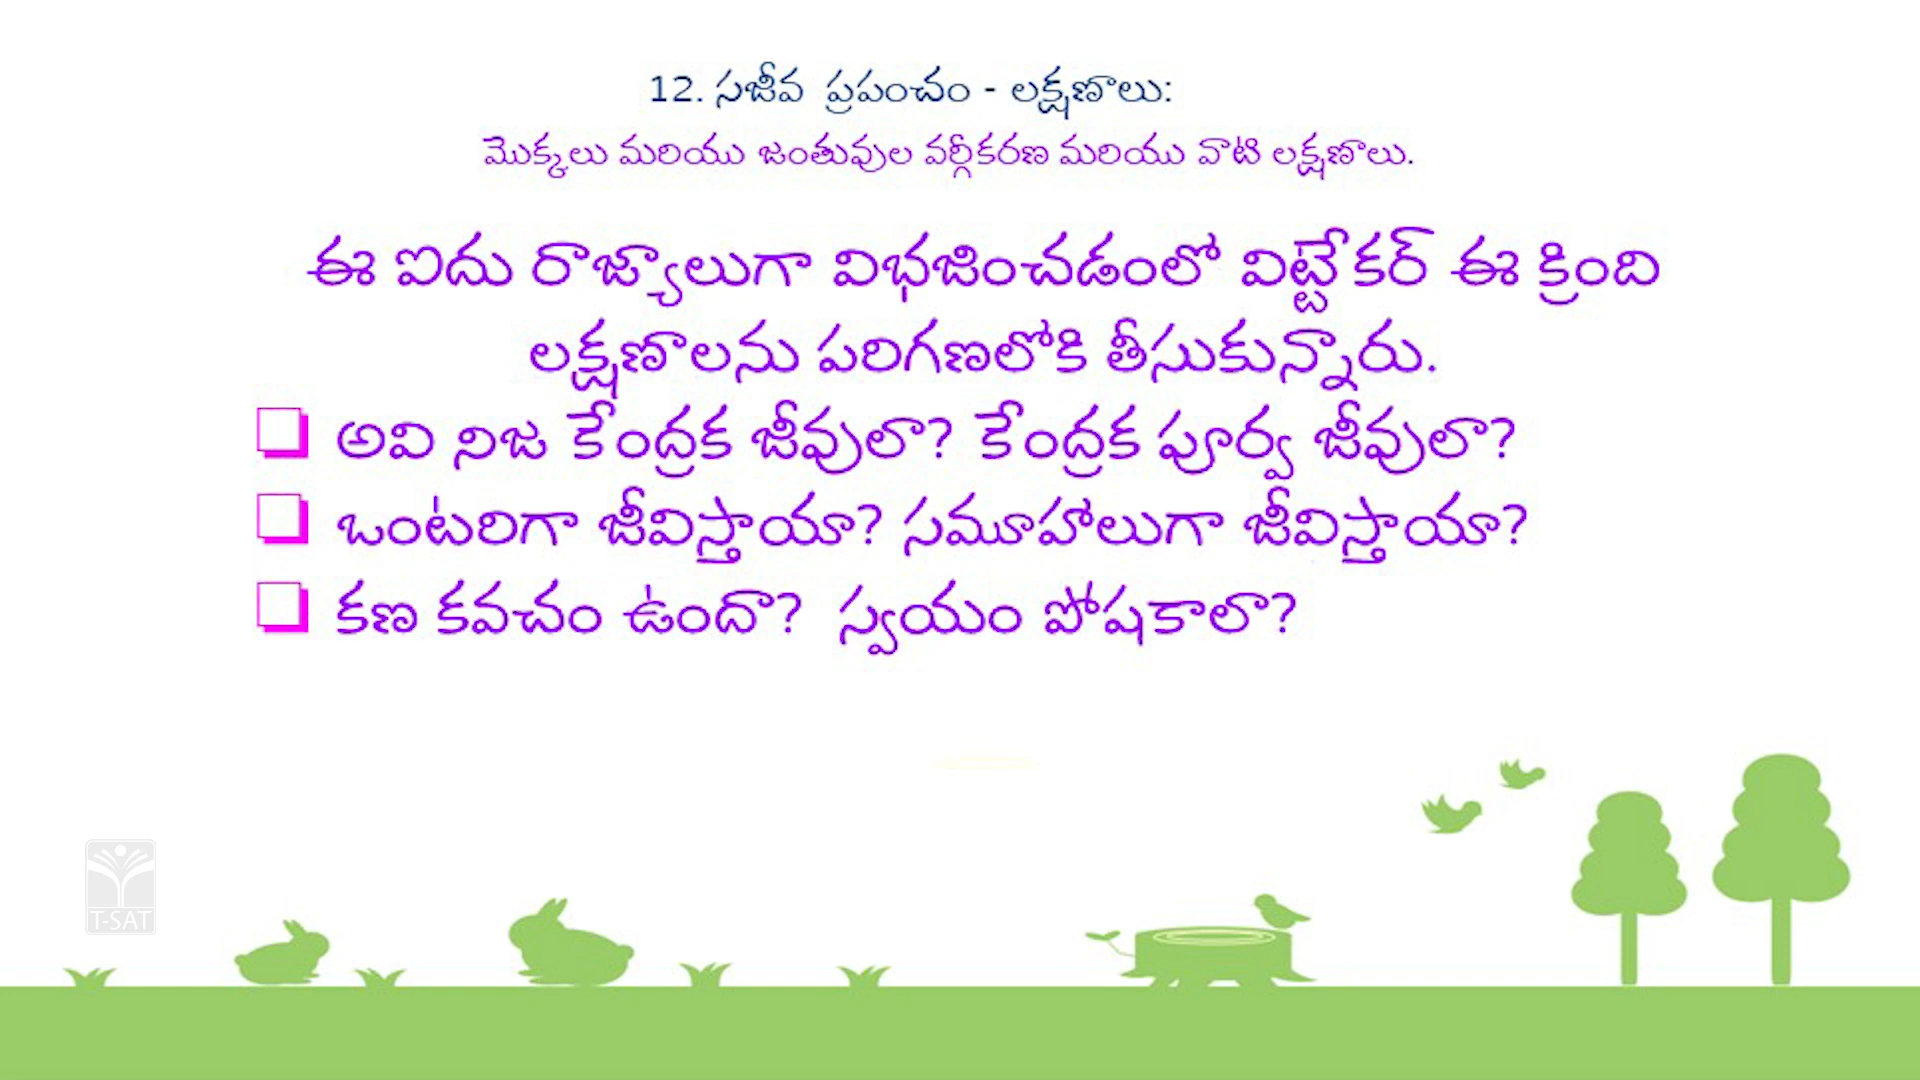 12. సజీవ ప్రపంచం - లక్షణాలు:
మొక్కలు మరియు జంతువుల వర్గీకరణ మరియు వాటి లక్షణాలు.
ఈ ఐదు రాజ్యాలుగా విభజించడంలో విట్టేకర్ ఈ క్రింది
లక్షణాలను పరిగణలోకి తీసుకున్నారు.
అవి నిజ కేంద్రక జీవులా? కేంద్రక పూర్వ జీవులా?
ఒంటరిగా జీవిస్తాయా? సమూహాలుగా జీవిస్తాయా?
కణ కవచం ఉందా? స్వయం పోషకాలా?
T-SAT